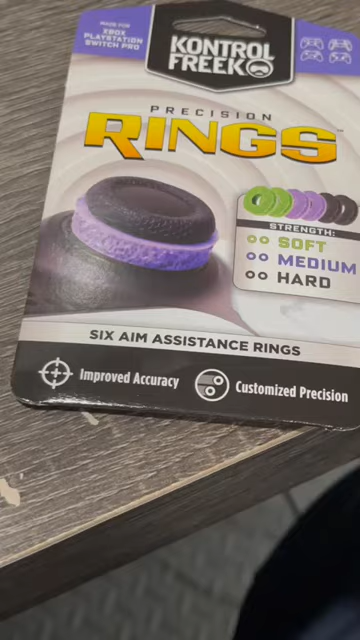 MADE FOR
XBOX
PLAYSTATION
SWITCH PRO
KONTROL
FREEK
PRECISION
RINGS™
STRENGTH:
SOFT
MEDIUM
HARD
SIX AIM ASSISTANCE RINGS
Improved Accuracy
Customized Precision